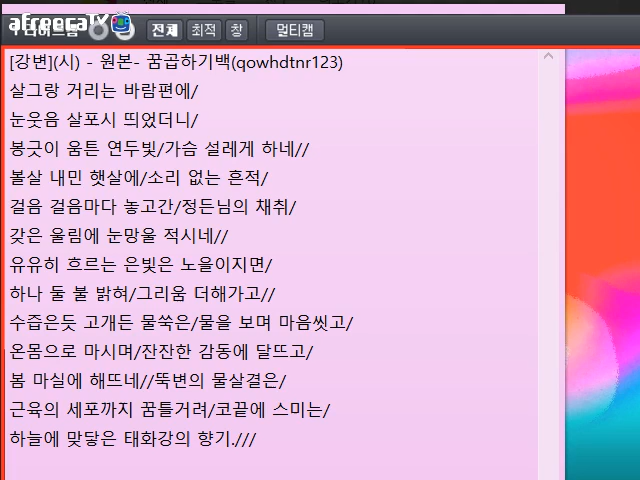 afreecaTV
전체 최적 창 멀티캠
[강변](시) - 원본- 꿈곱하기백(qowhdtnr123)
살그랑 거리는 바람편에/
눈웃음 살포시 띄었더니/
봉긋이 움튼 연두빛/가슴 설레게 하네//
볼살 내민 햇살에/소리 없는 흔적/
걸음 걸음마다 놓고간/정든님의 채취/
갖은 울림에 눈망울 적시네//
유유히 흐르는 은빛은 노을이지면/
하나 둘 불 밝혀/그리움 더해가고//
수즙은듯 고개든 물쑥은/물을 보며 마음씻고/
온몸으로 마시며/잔잔한 감동에 달뜨고/
봄 마실에 해뜨네//뚝변의 물살결은/
근육의 세포까지 꿈틀거려/코끝에 스미는/
하늘에 맞닿은 태화강의 향기.///